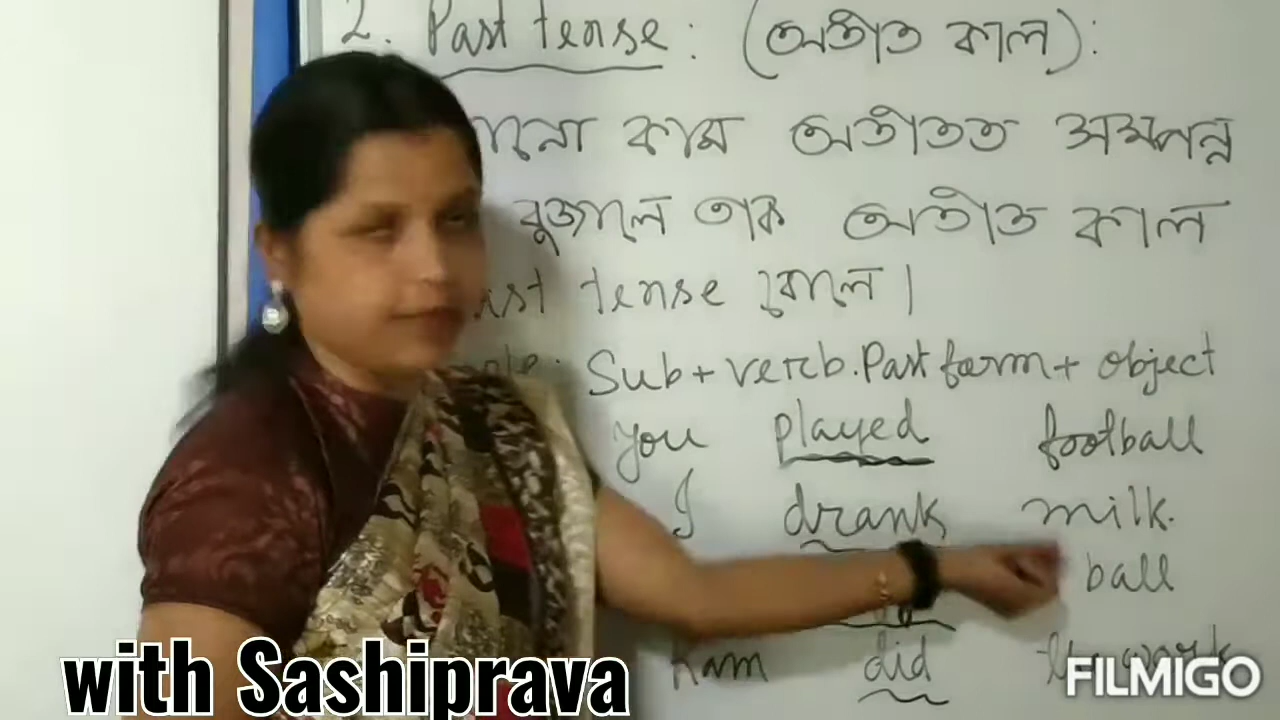 2. Past tense: (অতীত কাল):
কাম অতীতত সম্পন্ন
বুজালে তাক অতীত কাল
tense বোলে।
Sub + verb. Past form + object
you played football
I drank milk.
ball
did
with Sashiprava
FILMIGO